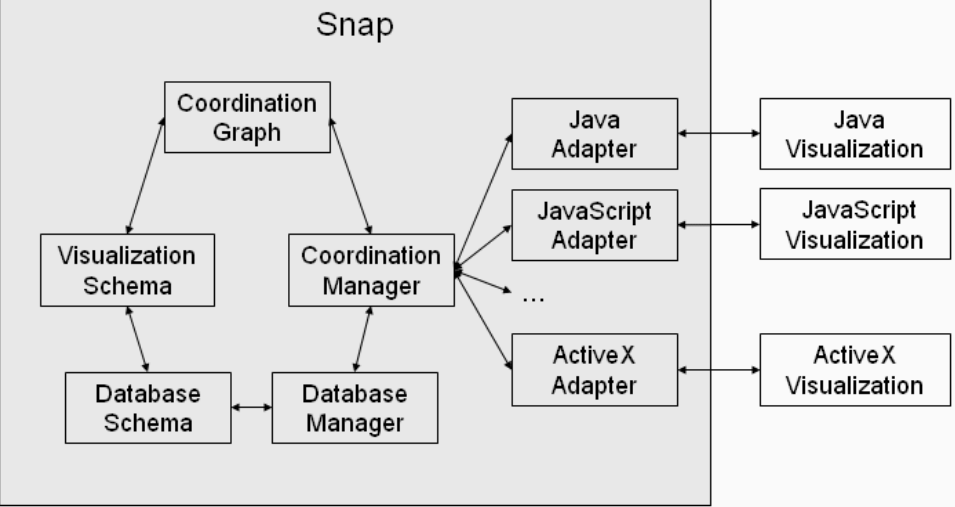 Snap
Coordination
Graph
Java
Adapter
Java
Visualization
JavaScript
Adapter
JavaScript
Visualization
Visualization
Schema
Coordination
Manager
...
ActiveX
Adapter
ActiveX
Visualization
Database
Schema
Database
Manager